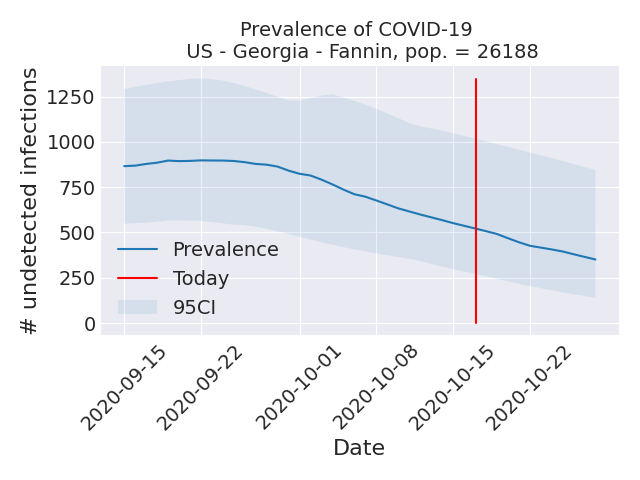 Prevalence of COVID-19
US - Georgia - Fannin, pop. = 26188
# undetected infections
1250
1000
750
500
250
0
Prevalence
Today
95CI
2020-09-15
2020-09-22
2020-10-01
2020-10-08
2020-10-15
2020-10-22
Date